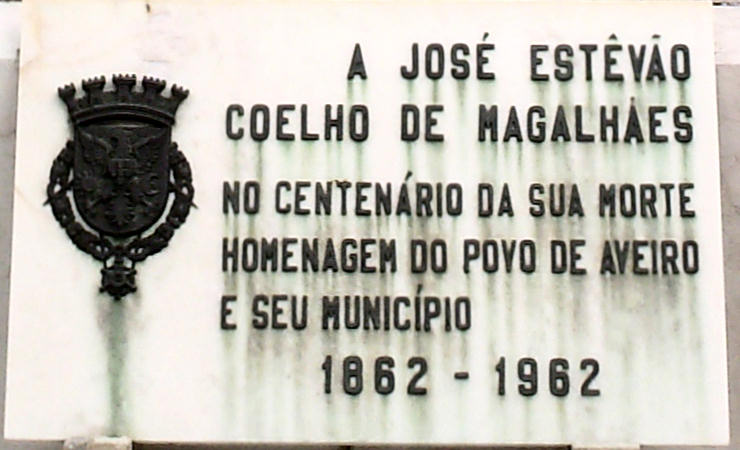 A JOSÉ ESTÊVÃO
COELHO DE MAGALHÃES
NO CENTENÁRIO DA SUA MORTE
HOMENAGEM DO POVO DE AVEIRO
E SEU MUNICÍPIO
1862 - 1962